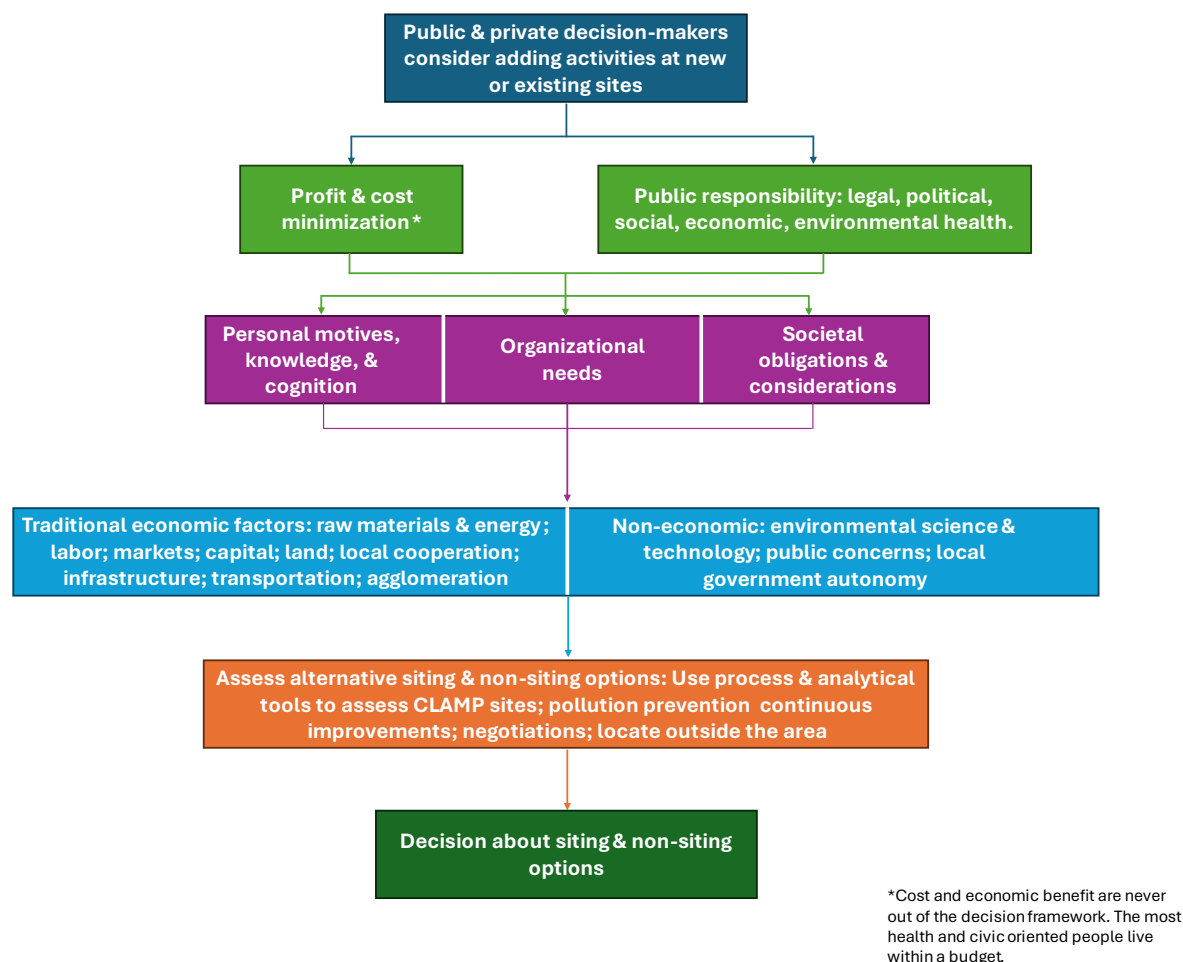 Public & private decision-makers
consider adding activities at new
or existing sites
Profit & cost
minimization*
Public responsibility: legal, political,
social, economic, environmental health.
Personal motives,
knowledge, &
cognition
Organizational
needs
Societal
obligations &
considerations
Traditional economic factors: raw materials & energy;
labor; markets; capital; land; local cooperation;
infrastructure; transportation; agglomeration
Non-economic: environmental science &
technology; public concerns; local
government autonomy
Assess alternative siting & non-siting options: Use process & analytical
tools to assess CLAMP sites; pollution prevention continuous
improvements; negotiations; locate outside the area
Decision about siting & non-siting
options
*Cost and economic benefit are never
out of the decision framework. The most
health and civic oriented people live
within a budget.